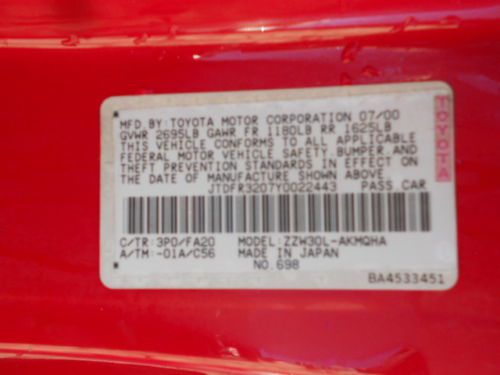 MFD BY: TOYOTA MOTOR CORPORATION 07/00
GVWR 2695LB GAWR FR 1180LB RR 1625LB
THIS VEHICLE CONFORMS TO ALL APPLICABLE
FEDERAL MOTOR VEHICLE SAFETY, BUMPER, AND
THEFT PREVENTION STANDARDS IN EFFECT ON
THE DATE OF MANUFACTURE SHOWN ABOVE.
JTDFR3207Y0022443 PASS.CAR
C/TR: 3P0/FA20 MODEL: ZZW30L-AKMQHA
A/TM: -01A/C56 MADE IN JAPAN
NO. 698
BA4533451
TOYOTA